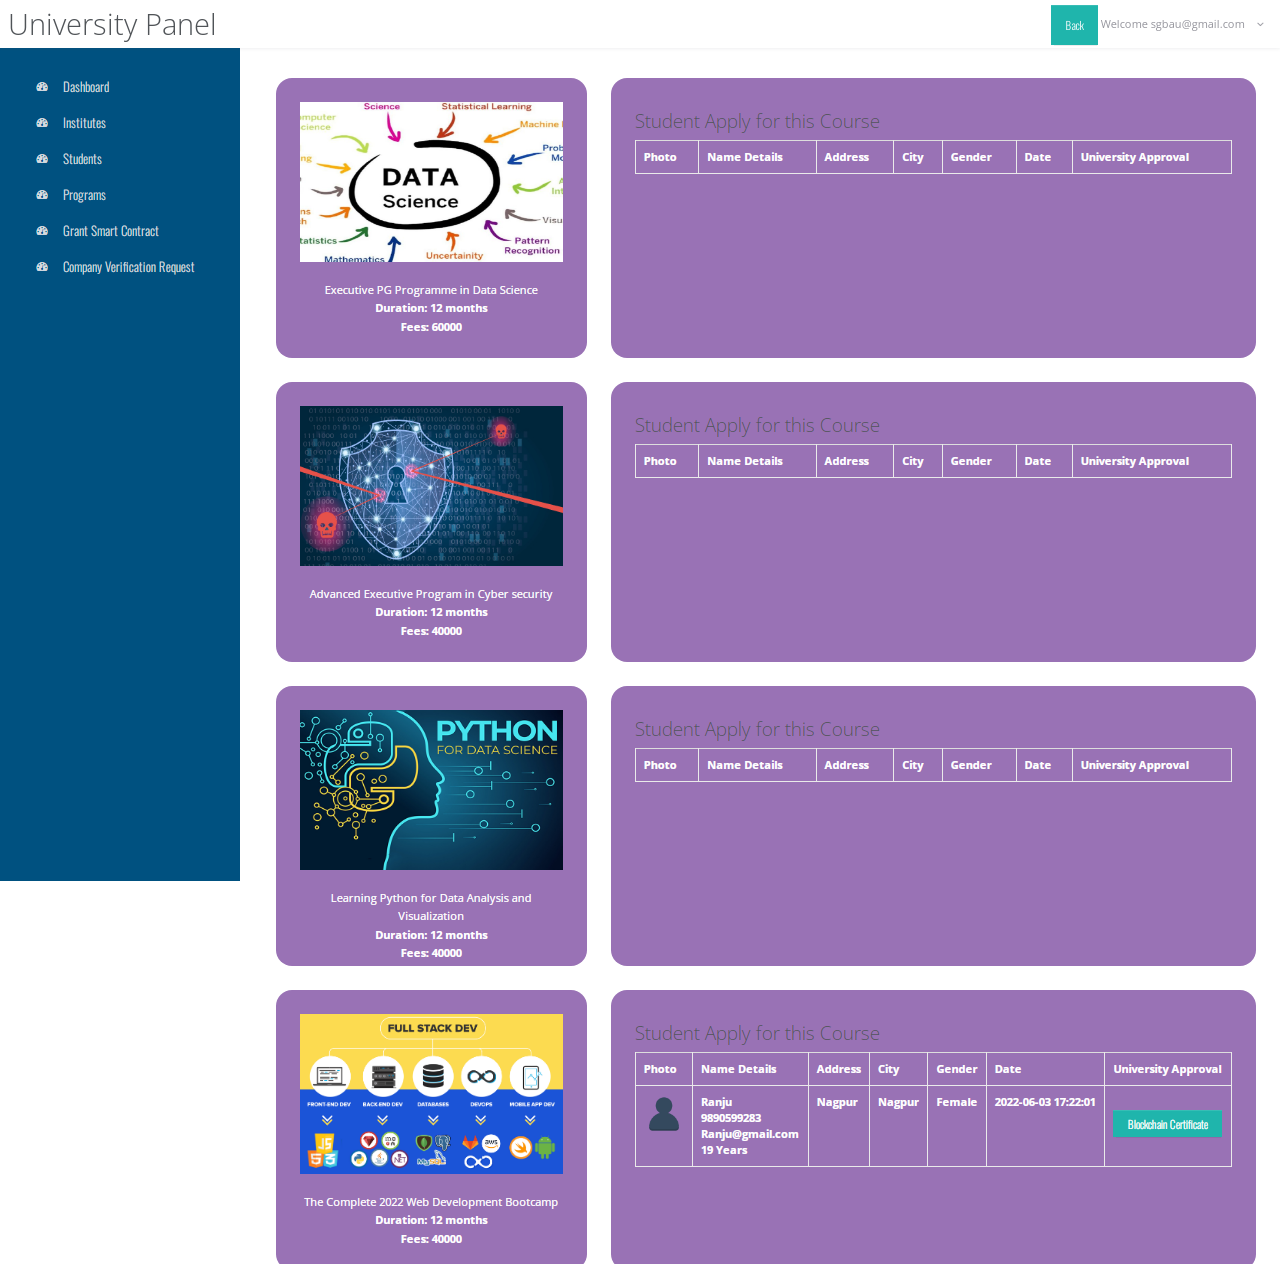 University Panel
Back
Welcome sgbau@gmail.com
Dashboard
Institutes
Students
Programs
Grant Smart Contract
Company Verification Request
Science
Statistical Learning
Machine
DATA
Science
Mathematics
Uncertainity
Pattern
Recognition
Executive PG Programme in Data Science
Duration: 12 months
Fees: 60000
Student Apply for this Course
Photo Name Details Address City Gender Date University Approval
Advanced Executive Program in Cyber security
Duration: 12 months
Fees: 40000
Student Apply for this Course
Photo Name Details Address City Gender Date University Approval
PYTHON
FOR DATA SCIENCE
Learning Python for Data Analysis and
Visualization
Duration: 12 months
Fees: 40000
Student Apply for this Course
Photo Name Details Address City Gender Date University Approval
FULL STACK DEV
FRONT-END DEV BACK-END DEV DATABASES DEVOPS MOBILE APP DEV
JS
aws
MySQL
.NET
The Complete 2022 Web Development Bootcamp
Duration: 12 months
Fees: 40000
Student Apply for this Course
Photo Name Details Address City Gender Date University Approval
Ranju Nagpur Nagpur Female 2022-06-03 17:22:01
9890599283
Ranju@gmail.com
19 Years
Blockchain Certificate